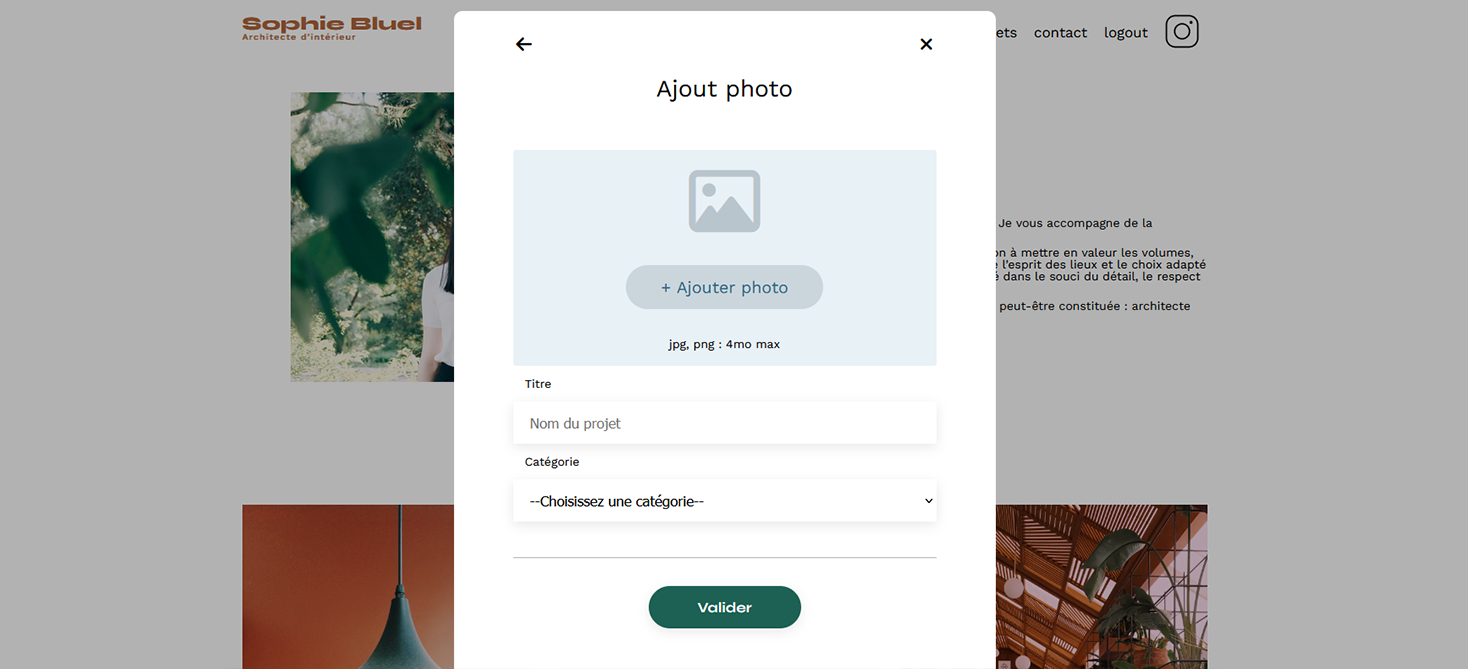 Sophie Bluel
Architecte d'intérieur
ets contact logout
Ajout photo
+ Ajouter photo
jpg, png : 4mo max
Titre
Nom du projet
Catégorie
--Choisissez une catégorie--
Valider
Je vous accompagne de la
on à mettre en valeur les volumes,
l'esprit des lieux et le choix adapté
dans le souci du détail, le respect
peut-être constituée : architecte